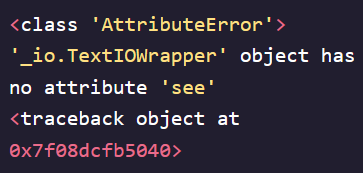 <class 'AttributeError'>
'_io.TextIOWrapper' object has
no attribute 'see'
<traceback object at
0x7f08dcfb5040>